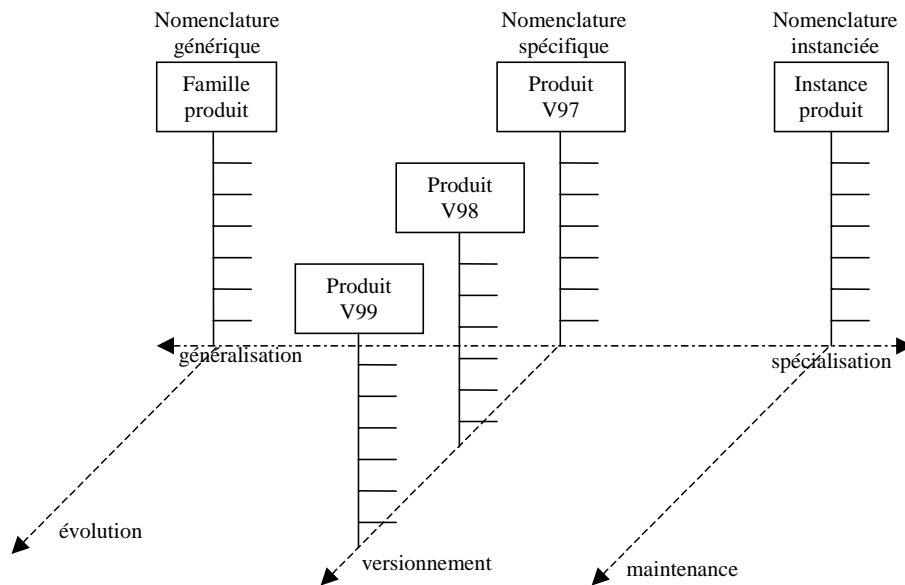 Nomenclature
générique
Nomenclature
spécifique
Nomenclature
instanciée
Famille
produit
Produit
V97
Instance
produit
Produit
V98
Produit
V99
généralisation
spécialisation
évolution
versionnement
maintenance